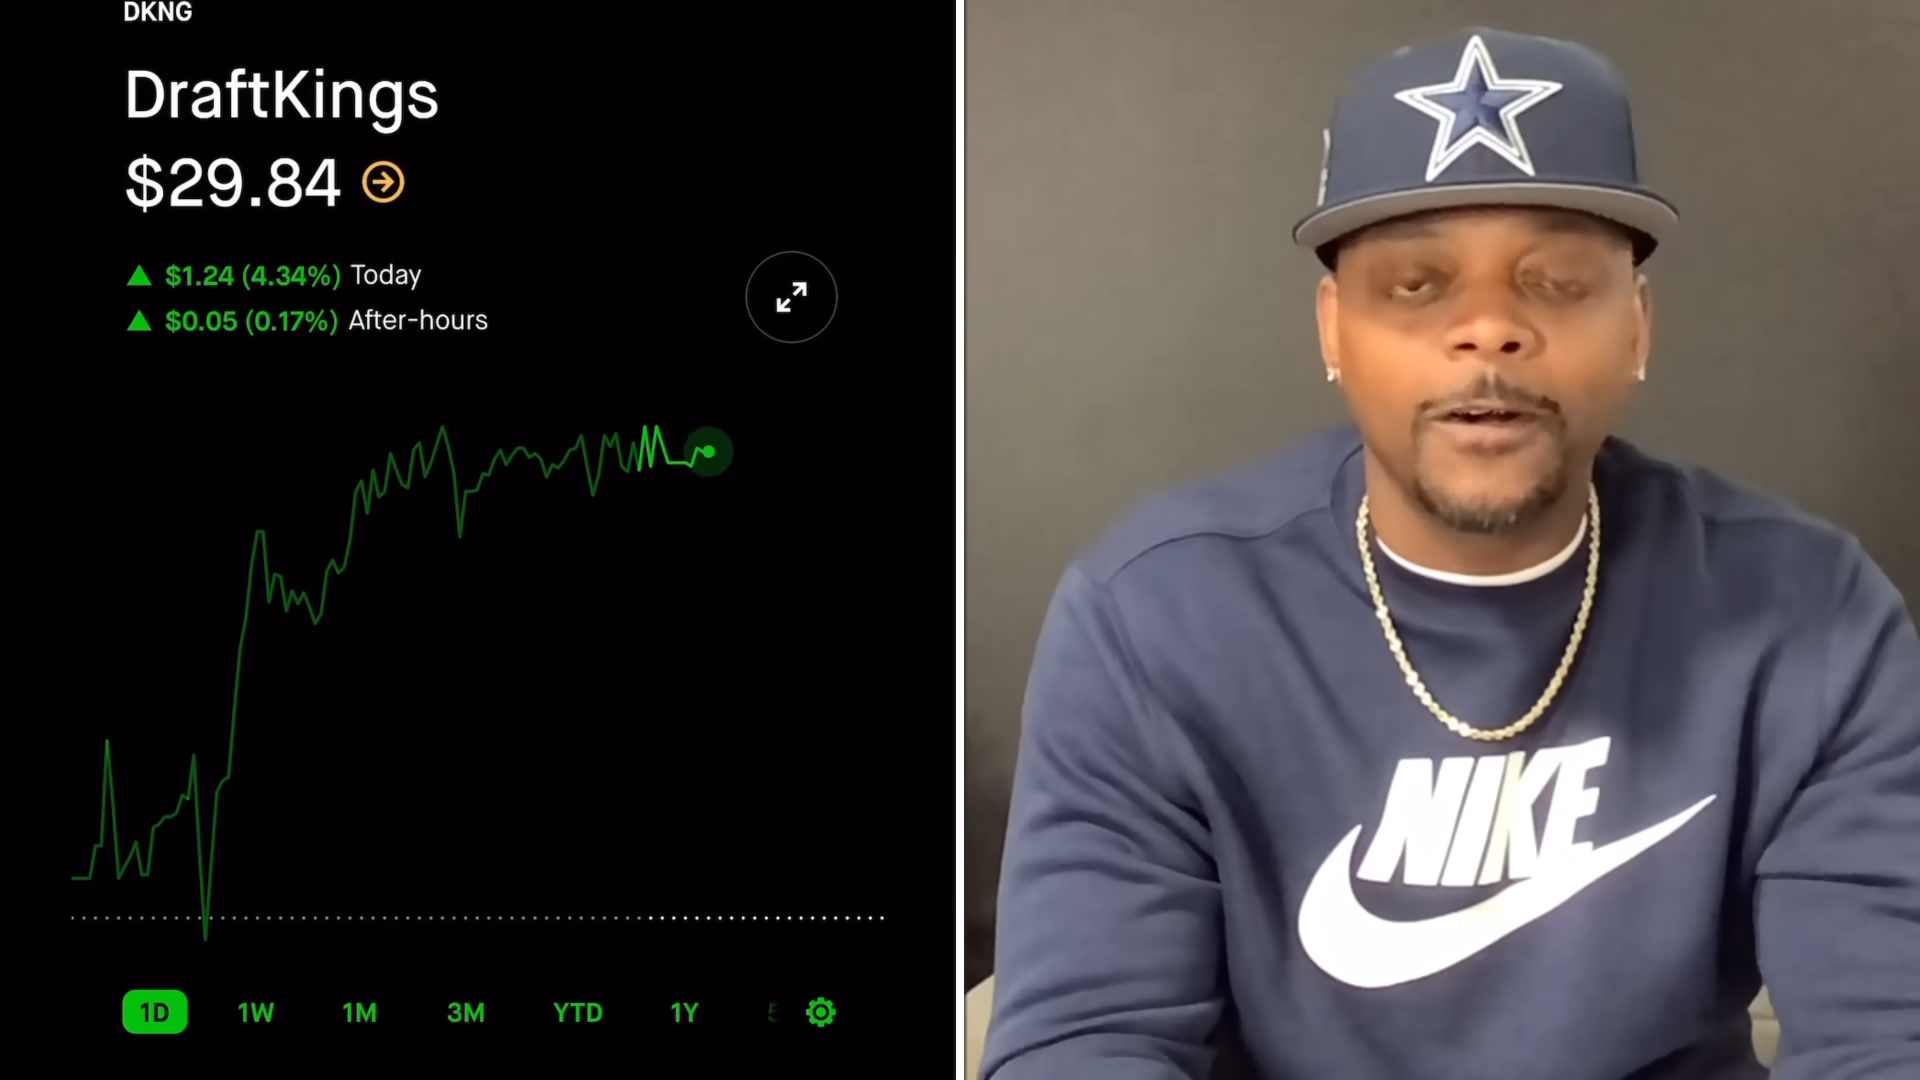 DKNG
DraftKings
$29.84
$1.24 (4.34%) Today
$0.05 (0.17%) After-hours
1D 1W 1M 3M YTD 1Y
NIKE